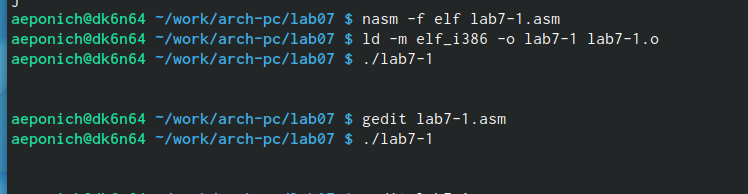 j
aeponich@dk6n64 ~/work/arch-pc/lab07 $ nasm -f elf lab7-1.asm
aeponich@dk6n64 ~/work/arch-pc/lab07 $ ld -m elf_i386 -o lab7-1 lab7-1.o
aeponich@dk6n64 ~/work/arch-pc/lab07 $ ./lab7-1
aeponich@dk6n64 ~/work/arch-pc/lab07 $ gedit lab7-1.asm
aeponich@dk6n64 ~/work/arch-pc/lab07 $ ./lab7-1